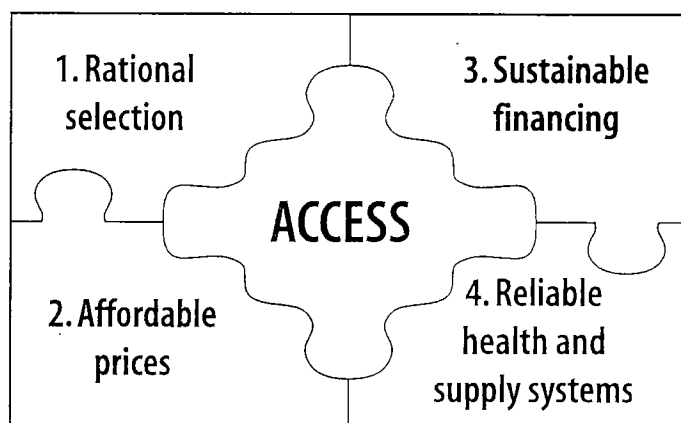 1. Rational
selection
3. Sustainable
financing
ACCESS
2. Affordable
prices
4. Reliable
health and
supply systems